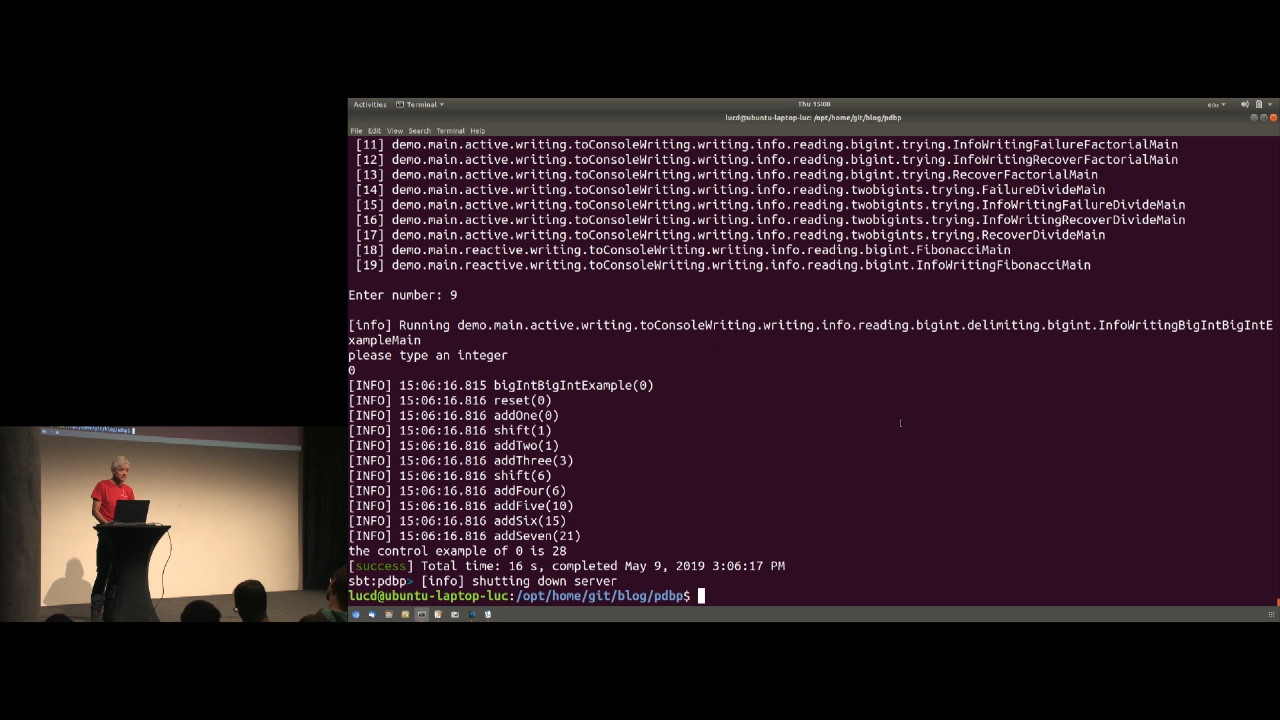 Activities Terminal Thu 15:08 en₂
lucd@ubuntu-laptop-luc: /opt/home/git/blog/pdbp
File Edit View Search Terminal Help
[11] demo.main.active.writing.toConsoleWriting.writing.info.reading.bigint.trying.InfoWritingFailureFactorialMain
[12] demo.main.active.writing.toConsoleWriting.writing.info.reading.bigint.trying.InfoWritingRecoverFactorialMain
[13] demo.main.active.writing.toConsoleWriting.writing.info.reading.bigint.trying.RecoverFactorialMain
[14] demo.main.active.writing.toConsoleWriting.writing.info.reading.twobigints.trying.FailureDivideMain
[15] demo.main.active.writing.toConsoleWriting.writing.info.reading.twobigints.trying.InfoWritingFailureDivideMain
[16] demo.main.active.writing.toConsoleWriting.writing.info.reading.twobigints.trying.InfoWritingRecoverDivideMain
[17] demo.main.active.writing.toConsoleWriting.writing.info.reading.twobigints.trying.RecoverDivideMain
[18] demo.main.reactive.writing.toConsoleWriting.writing.info.reading.bigint.FibonacciMain
[19] demo.main.reactive.writing.toConsoleWriting.writing.info.reading.bigint.InfoWritingFibonacciMain
Enter number: 9
[info] Running demo.main.active.writing.toConsoleWriting.writing.info.reading.bigint.delimiting.bigint.InfoWritingBigIntBigIntE
xampleMain
please type an integer
0
[INFO] 15:06:16.815 bigIntBigIntExample(0)
[INFO] 15:06:16.816 reset(0)
[INFO] 15:06:16.816 addOne(0)
[INFO] 15:06:16.816 shift(1)
[INFO] 15:06:16.816 addTwo(1)
[INFO] 15:06:16.816 addThree(3)
[INFO] 15:06:16.816 shift(6)
[INFO] 15:06:16.816 addFour(6)
[INFO] 15:06:16.816 addFive(10)
[INFO] 15:06:16.816 addSix(15)
[INFO] 15:06:16.816 addSeven(21)
the control example of 0 is 28
[success] Total time: 16 s, completed May 9, 2019 3:06:17 PM
sbt:pdbp> [info] shutting down server
lucd@ubuntu-laptop-luc:/opt/home/git/blog/pdbp$